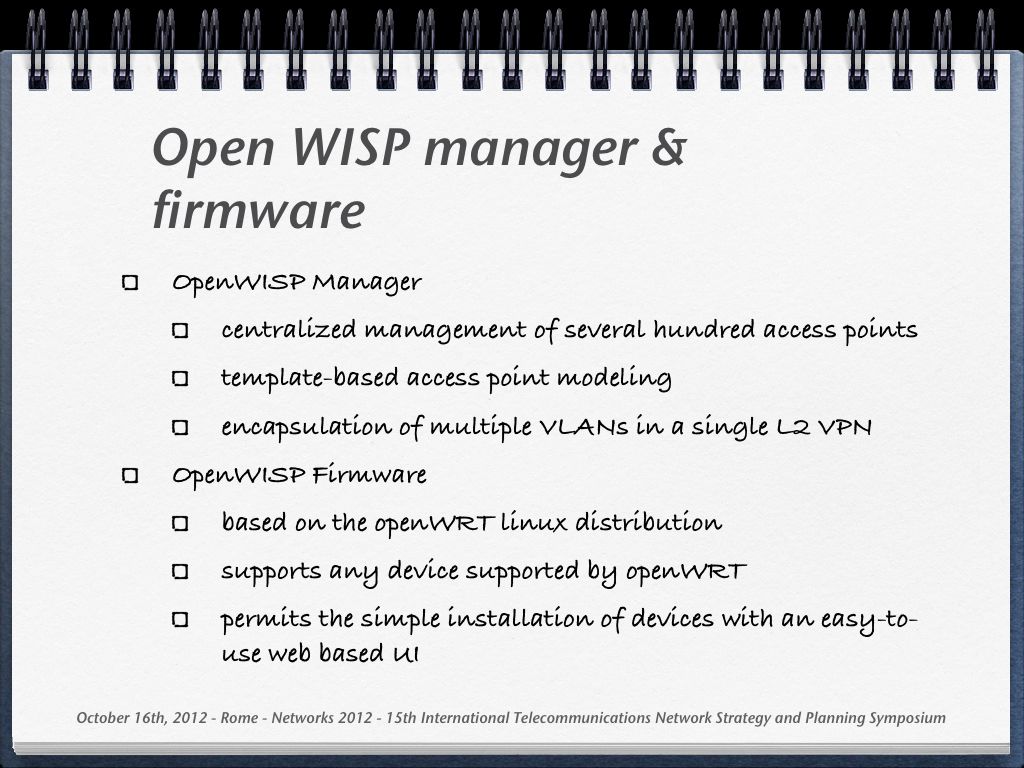 Open WISP manager &
firmware
OpenWISP Manager
centralized management of several hundred access points
template-based access point modeling
encapsulation of multiple VLANs in a single L2 VPN
OpenWISP Firmware
based on the openWRT linux distribution
supports any device supported by openWRT
permits the simple installation of devices with an easy-to-
use web based UI
October 16th, 2012 - Rome - Networks 2012 - 15th International Telecommunications Network Strategy and Planning Symposium